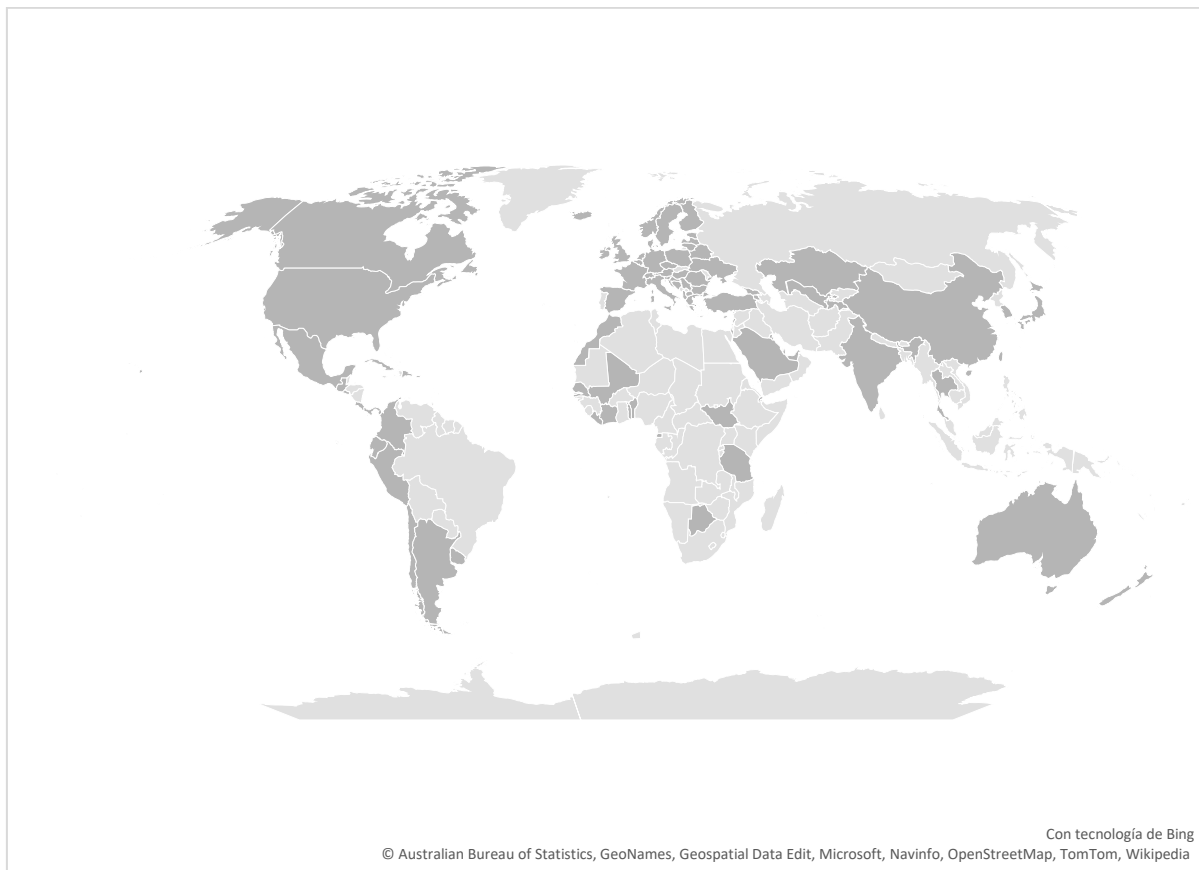 Con tecnología de Bing
© Australian Bureau of Statistics, GeoNames, Geospatial Data Edit, Microsoft, Navinfo, OpenStreetMap, TomTom, Wikipedia